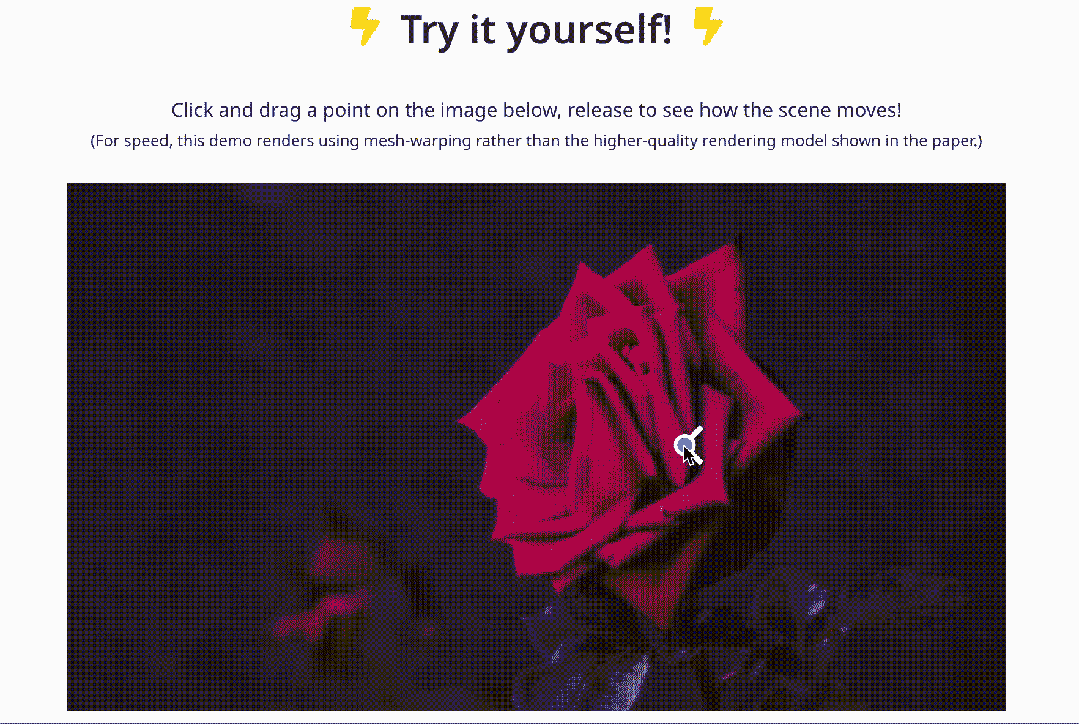 Try it yourself!
Click and drag a point on the image below, release to see how the scene moves!
(For speed, this demo renders using mesh-warping rather than the higher-quality rendering model shown in the paper.)